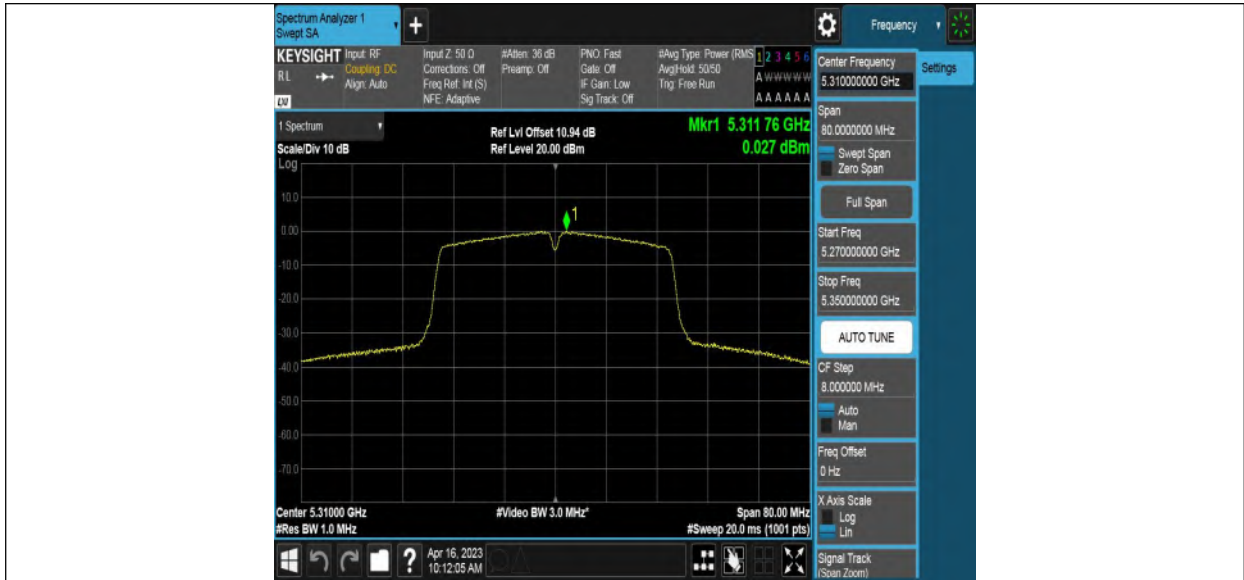 Spectrum Analyzer 1
Swept SA
Frequency
KEYSIGHT
RL
LXI
Input: RF
Coupling: DC
Align: Auto
Input Z: 50 Ω
Corrections: Off
Freq Ref: Int (S)
NFE: Adaptive
#Atten: 36 dB
Preamp: Off
PNO: Fast
Gate: Off
IF Gain: Low
Sig Track: Off
#Avg Type: Power (RMS
Avg|Hold: 50/50
Trig: Free Run
1 2 3 4 5 6
A W W W W W
A A A A A A
1 Spectrum
Scale/Div 10 dB
Log
Ref Lvl Offset 10.94 dB
Ref Level 20.00 dBm
Mkr1 5.311 76 GHz
0.027 dBm
1
10.0
0.00
-10.0
-20.0
-30.0
-40.0
-50.0
-60.0
-70.0
Center 5.31000 GHz
#Res BW 1.0 MHz
#Video BW 3.0 MHz*
Span 80.00 MHz
#Sweep 20.0 ms (1001 pts)
?
Apr 16, 2023
10:12:05 AM
Center Frequency
5.310000000 GHz
Settings
Span
80.0000000 MHz
Swept Span
Zero Span
Full Span
Start Freq
5.270000000 GHz
Stop Freq
5.350000000 GHz
AUTO TUNE
CF Step
8.000000 MHz
Auto
Man
Freq Offset
0 Hz
X Axis Scale
Log
Lin
Signal Track
(Span Zoom)